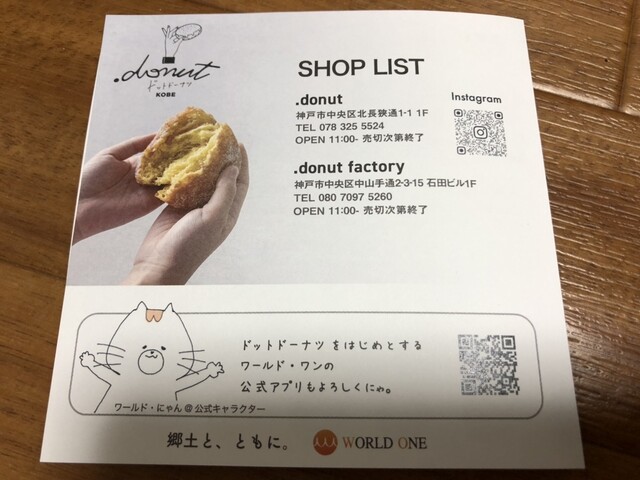 .donut
ドットドーナツ
KOBE
SHOP LIST
.donut
神戸市中央区北長狭通1-1 1F
TEL 078 325 5524
OPEN 11:00- 売切次第終了
Instagram
.donut factory
神戸市中央区中山手通2-3-15 石田ビル1F
TEL 080 7097 5260
OPEN 11:00- 売切次第終了
ドットドーナツ をはじめとする
ワールド・ワンの
公式アプリもよろしくにゃ。
ワールド・にゃん@公式キャラクター
郷土と、ともに。
WORLD ONE